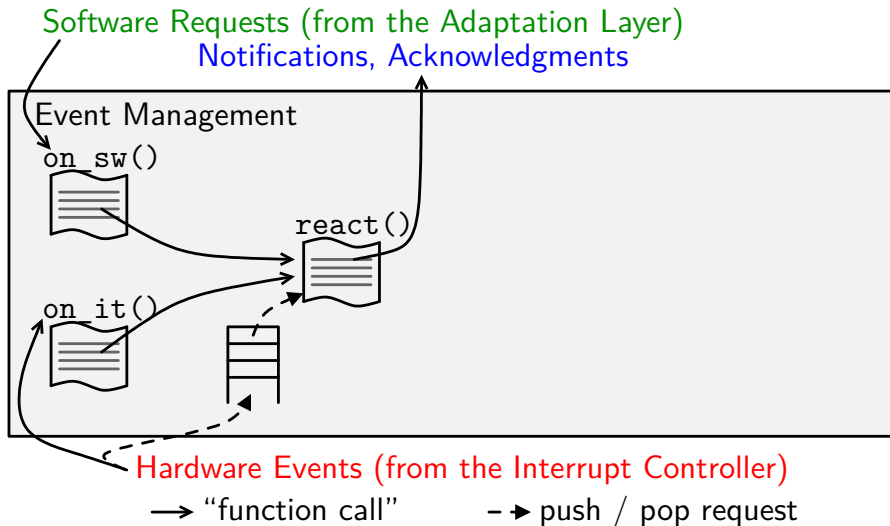 Software Requests (from the Adaptation Layer)
Notifications, Acknowledgments
Event Management
on_sw()
react()
on_it()
Hardware Events (from the Interrupt Controller)
“function call”
push / pop request